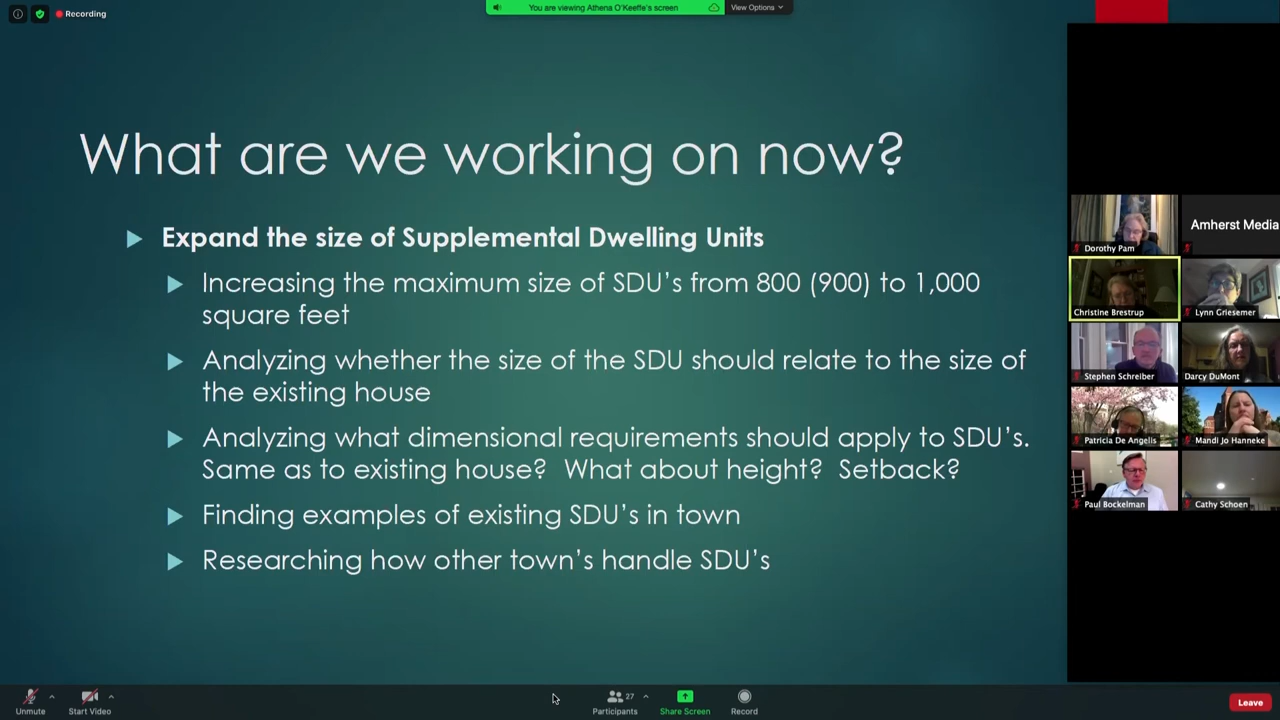 Recording
You are viewing Athena O'Keeffe's screen
View Options
What are we working on now?
Expand the size of Supplemental Dwelling Units
Increasing the maximum size of SDU's from 800 (900) to 1,000
square feet
Analyzing whether the size of the SDU should relate to the size of
the existing house
Analyzing what dimensional requirements should apply to SDU's.
Same as to existing house? What about height? Setback?
Finding examples of existing SDU's in town
Researching how other town's handle SDU's
Dorothy Pam
Amherst Media
Christine Brestrup
Lynn Griesemer
Stephen Schreiber
Darcy DuMont
Patricia De Angelis
Mandi Jo Hanneke
Paul Bockelman
Cathy Schoen
Unmute
Start Video
27
Participants
Share Screen
Record
Leave